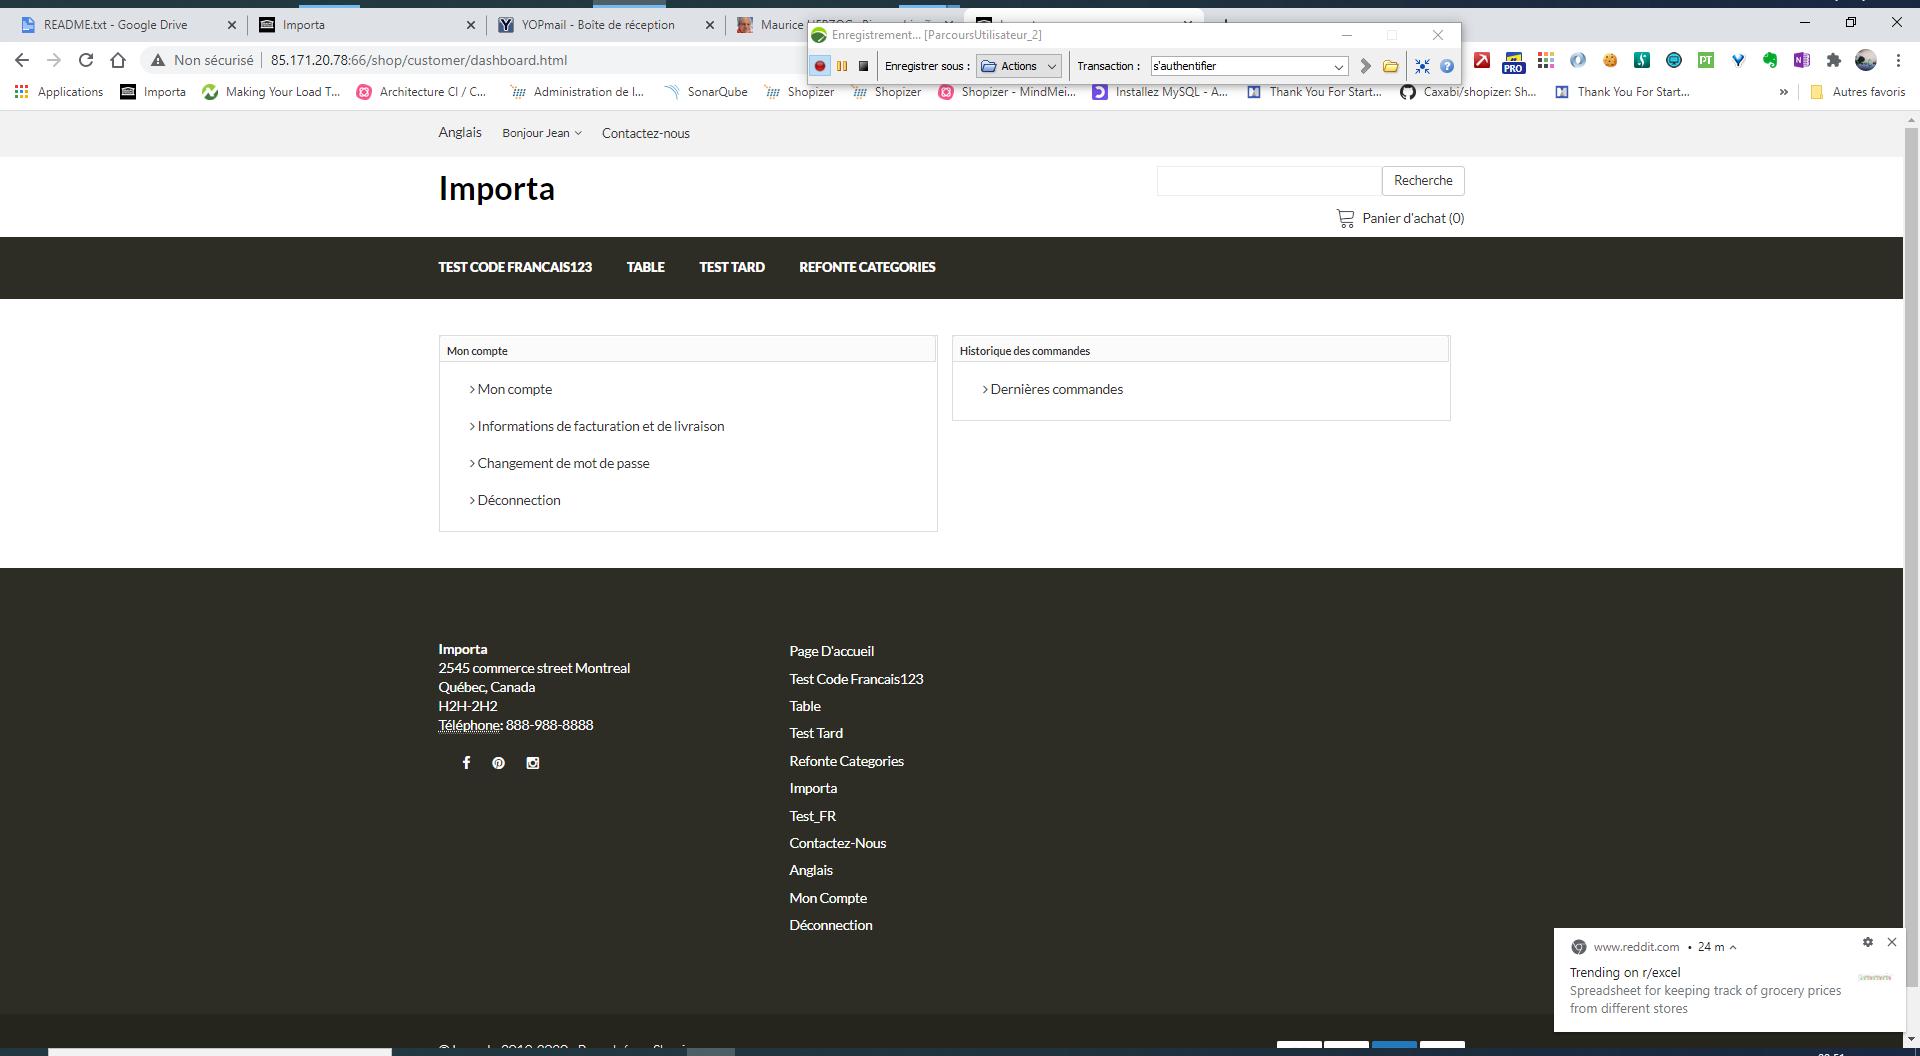 README.txt - Google Drive
Importa
YOPmail - Boîte de réception
Enregistrement... [ParcoursUtilisateur_2]
Non sécurisé
85.171.20.78:66/shop/customer/dashboard.html
Enregistrer sous :
Actions
Transaction :
s'authentifier
PRO
PT
Applications
Importa
Making Your Load T...
Architecture CI / C...
Administration de l...
SonarQube
Shopizer
Shopizer
Shopizer - MindMei...
Installez MySQL - A...
Thank You For Start...
Caxabi/shopizer: Sh...
Thank You For Start...
»
Autres favoris
Anglais
Bonjour Jean
Contactez-nous
Importa
Recherche
Panier d'achat (0)
TEST CODE FRANCAIS123
TABLE
TEST TARD
REFONTE CATEGORIES
Mon compte
Mon compte
Informations de facturation et de livraison
Changement de mot de passe
Déconnection
Historique des commandes
Dernières commandes
Importa
2545 commerce street Montreal
Québec, Canada
H2H-2H2
Téléphone: 888-988-8888
Page D'accueil
Test Code Francais123
Table
Test Tard
Refonte Categories
Importa
Test_FR
Contactez-Nous
Anglais
Mon Compte
Déconnection
www.reddit.com • 24 m
Trending on r/excel
Spreadsheet for keeping track of grocery prices
from different stores